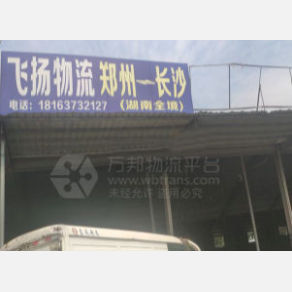 飞扬物流 郑州—长沙
电话：18163732127 （湖南全境）
万邦物流平台
www.wbtrans.com
未经允许 盗用必究